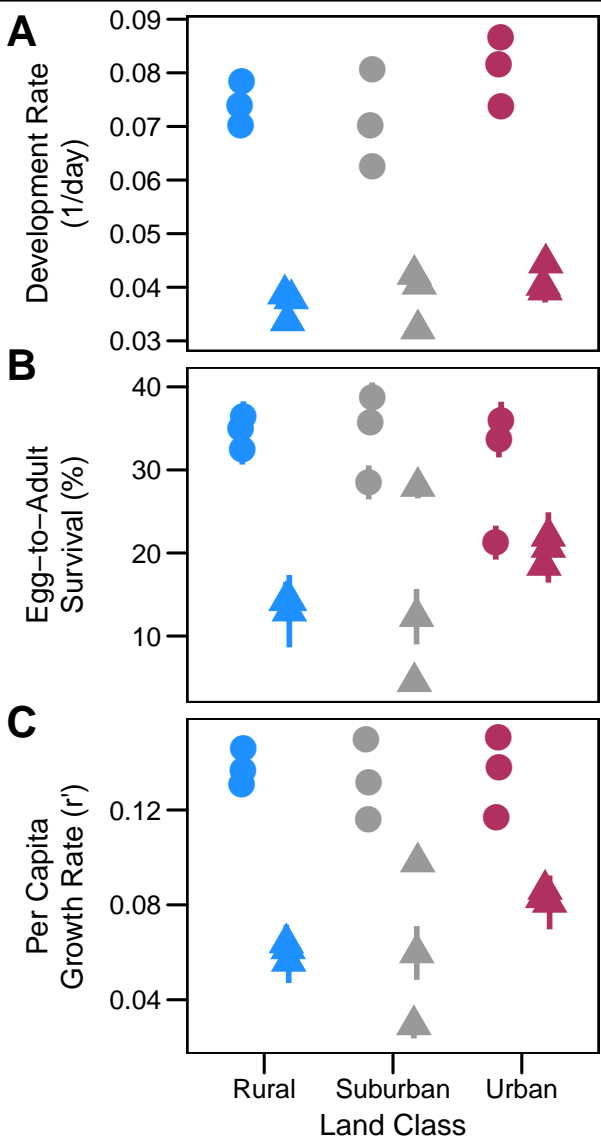 A
0.09
0.08
0.07
0.06
0.05
0.04
0.03
Development Rate
(1/day)
B
40
30
20
10
Egg−to−Adult
Survival (%)
C
0.12
0.08
0.04
Per Capita
Growth Rate (r')
Rural Suburban Urban
Land Class